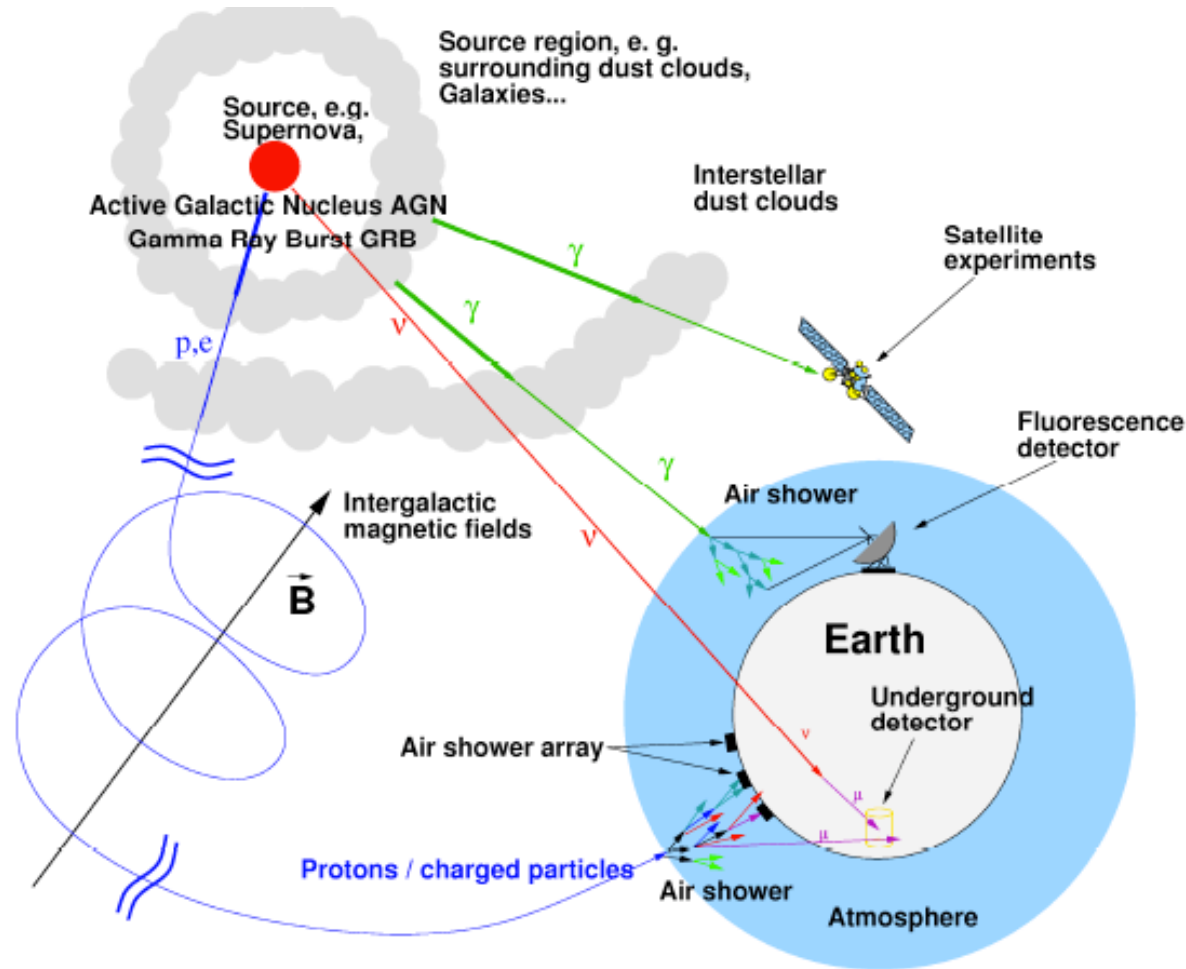 Source region, e. g.
surrounding dust clouds,
Galaxies...
Source, e.g.
Supernova,
Active Galactic Nucleus AGN
Gamma Ray Burst GRB
Interstellar
dust clouds
Satellite
experiments
γ
γ
ν
p,e
Fluorescence
detector
γ
Air shower
Intergalactic
magnetic fields
ν
B
Earth
Underground
detector
Air shower array
ν
μ
μ
Protons / charged particles
Air shower
Atmosphere